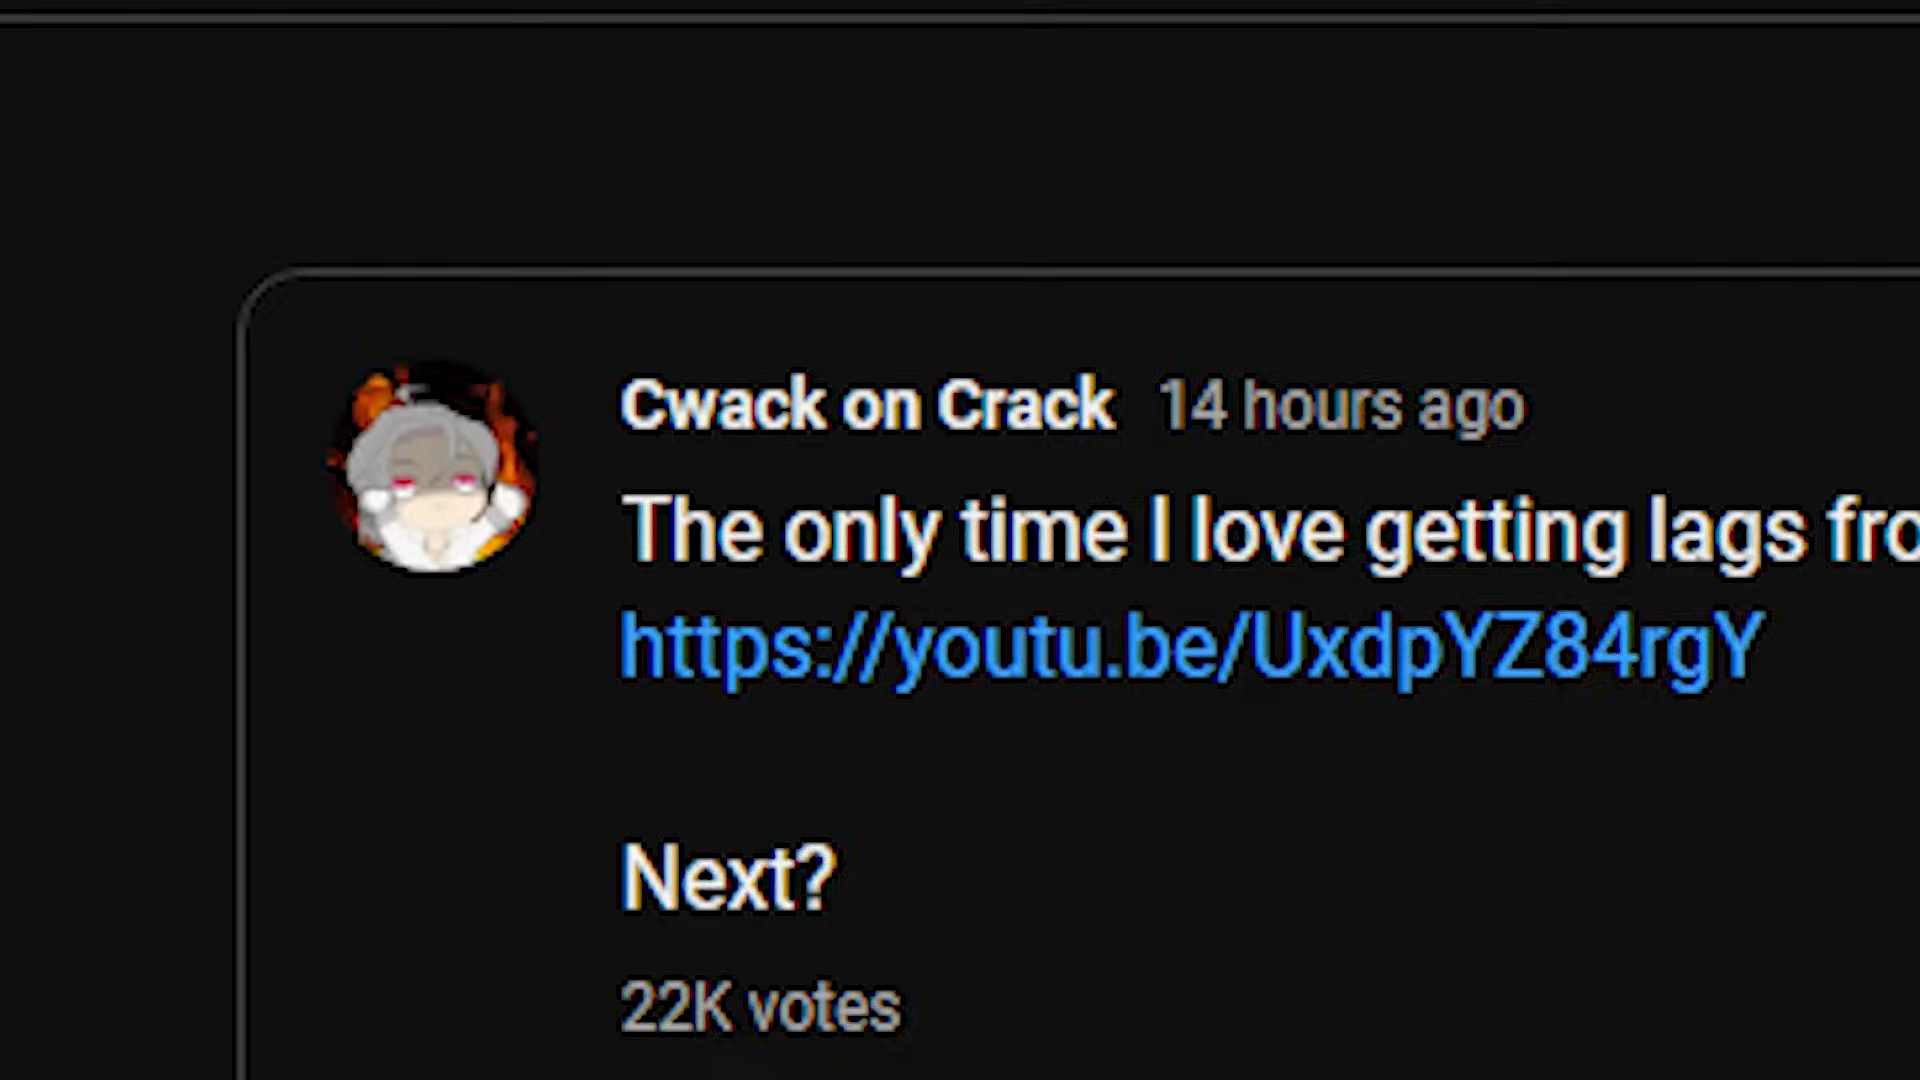 Cwack on Crack 14 hours ago
The only time I love getting lags
https://youtu.be/UxdpYZ84rgY
Next?
22K votes